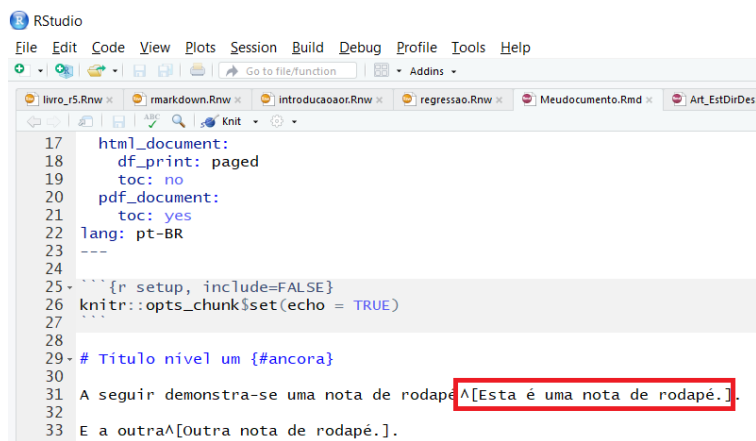 RStudio
File Edit Code View Plots Session Build Debug Profile Tools Help
Go to file/function Addins
livro_r5.Rnw × rmarkdown.Rnw × introducaoaor.Rnw × regressao.Rnw × Meudocumento.Rmd × Art_EstDirDes
ABC Knit
17 html_document:
18 df_print: paged
19 toc: no
20 pdf_document:
21 toc: yes
22 lang: pt-BR
23 ---
24
25 ```{r setup, include=FALSE}
26 knitr::opts_chunk$set(echo = TRUE)
27 ```
28
29 # Título nível um {#ancora}
30
31 A seguir demonstra-se uma nota de rodapé^[Esta é uma nota de rodapé.].
32
33 E a outra^[Outra nota de rodapé.].